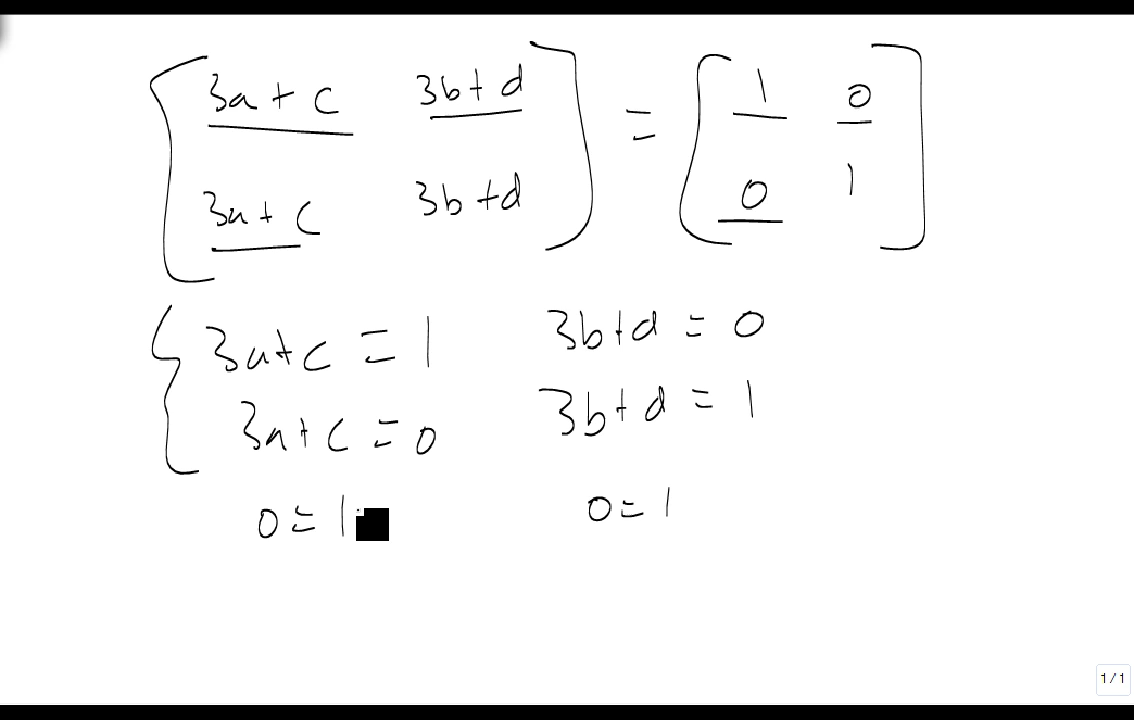 [ 3a + c 3b + d ] = [ 1 0 ]
[ 3a + c 3b + d ] [ 0 1 ]
{ 3a + c = 1 3b + d = 0
3a + c = 0 3b + d = 1
0 = 1 0 = 1
1/1